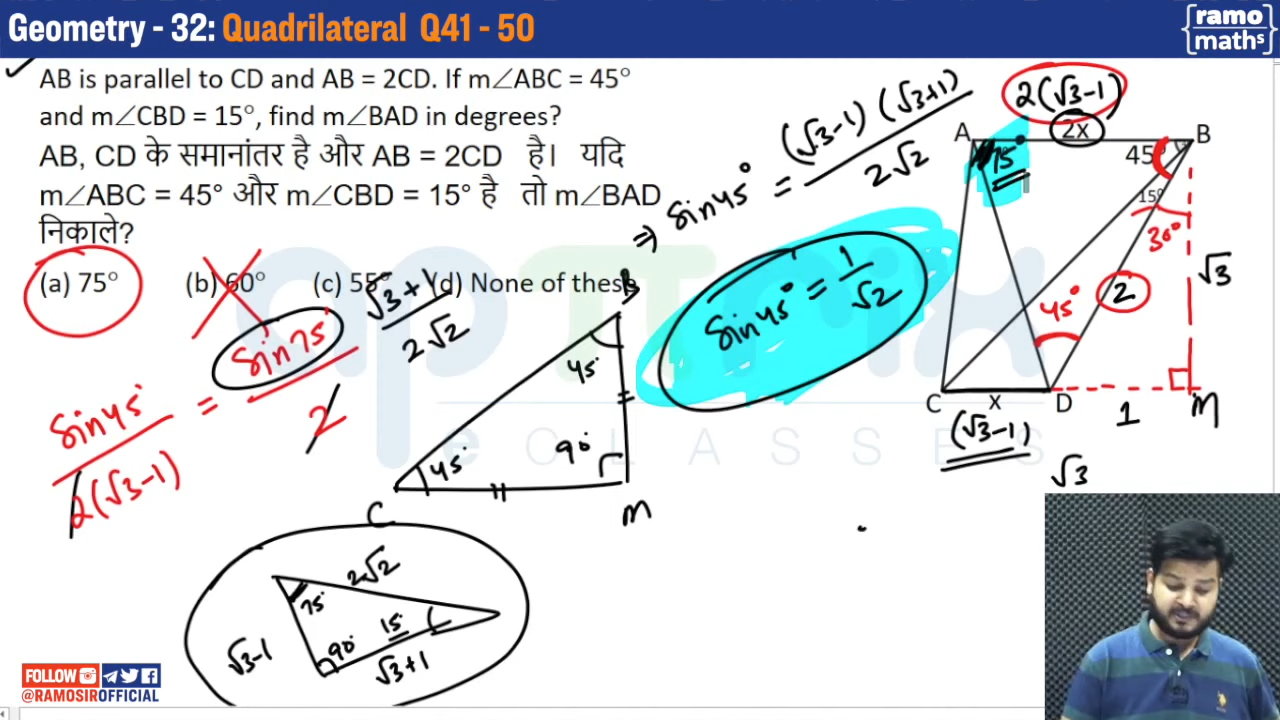 Geometry - 32: Quadrilateral Q41 - 50
{ramo
maths}
AB is parallel to CD and AB = 2CD. If m∠ABC = 45°
and m∠CBD = 15°, find m∠BAD in degrees?
AB, CD के समानांतर है और AB = 2CD है। यदि
m∠ABC = 45° और m∠CBD = 15° है तो m∠BAD
निकाले?
(a) 75° (b) 60° (c) 55° (d) None of these
sin45° / 2(√3-1) = sin75° / 2
√3+1 / 2√2
⇒ sin45° = (√3-1)(√3+1) / 2√2
sin45° = 1/√2
B
45°
45°
90°
C
M
2√2
75°
15°
90°
√3-1
√3+1
2(√3-1)
A 2x B
75°
45°
15°
30°
√3
2
45°
C x D 1 M
(√3-1)
√3
e CLASSES
FOLLOW
@RAMOSIROFFICIAL